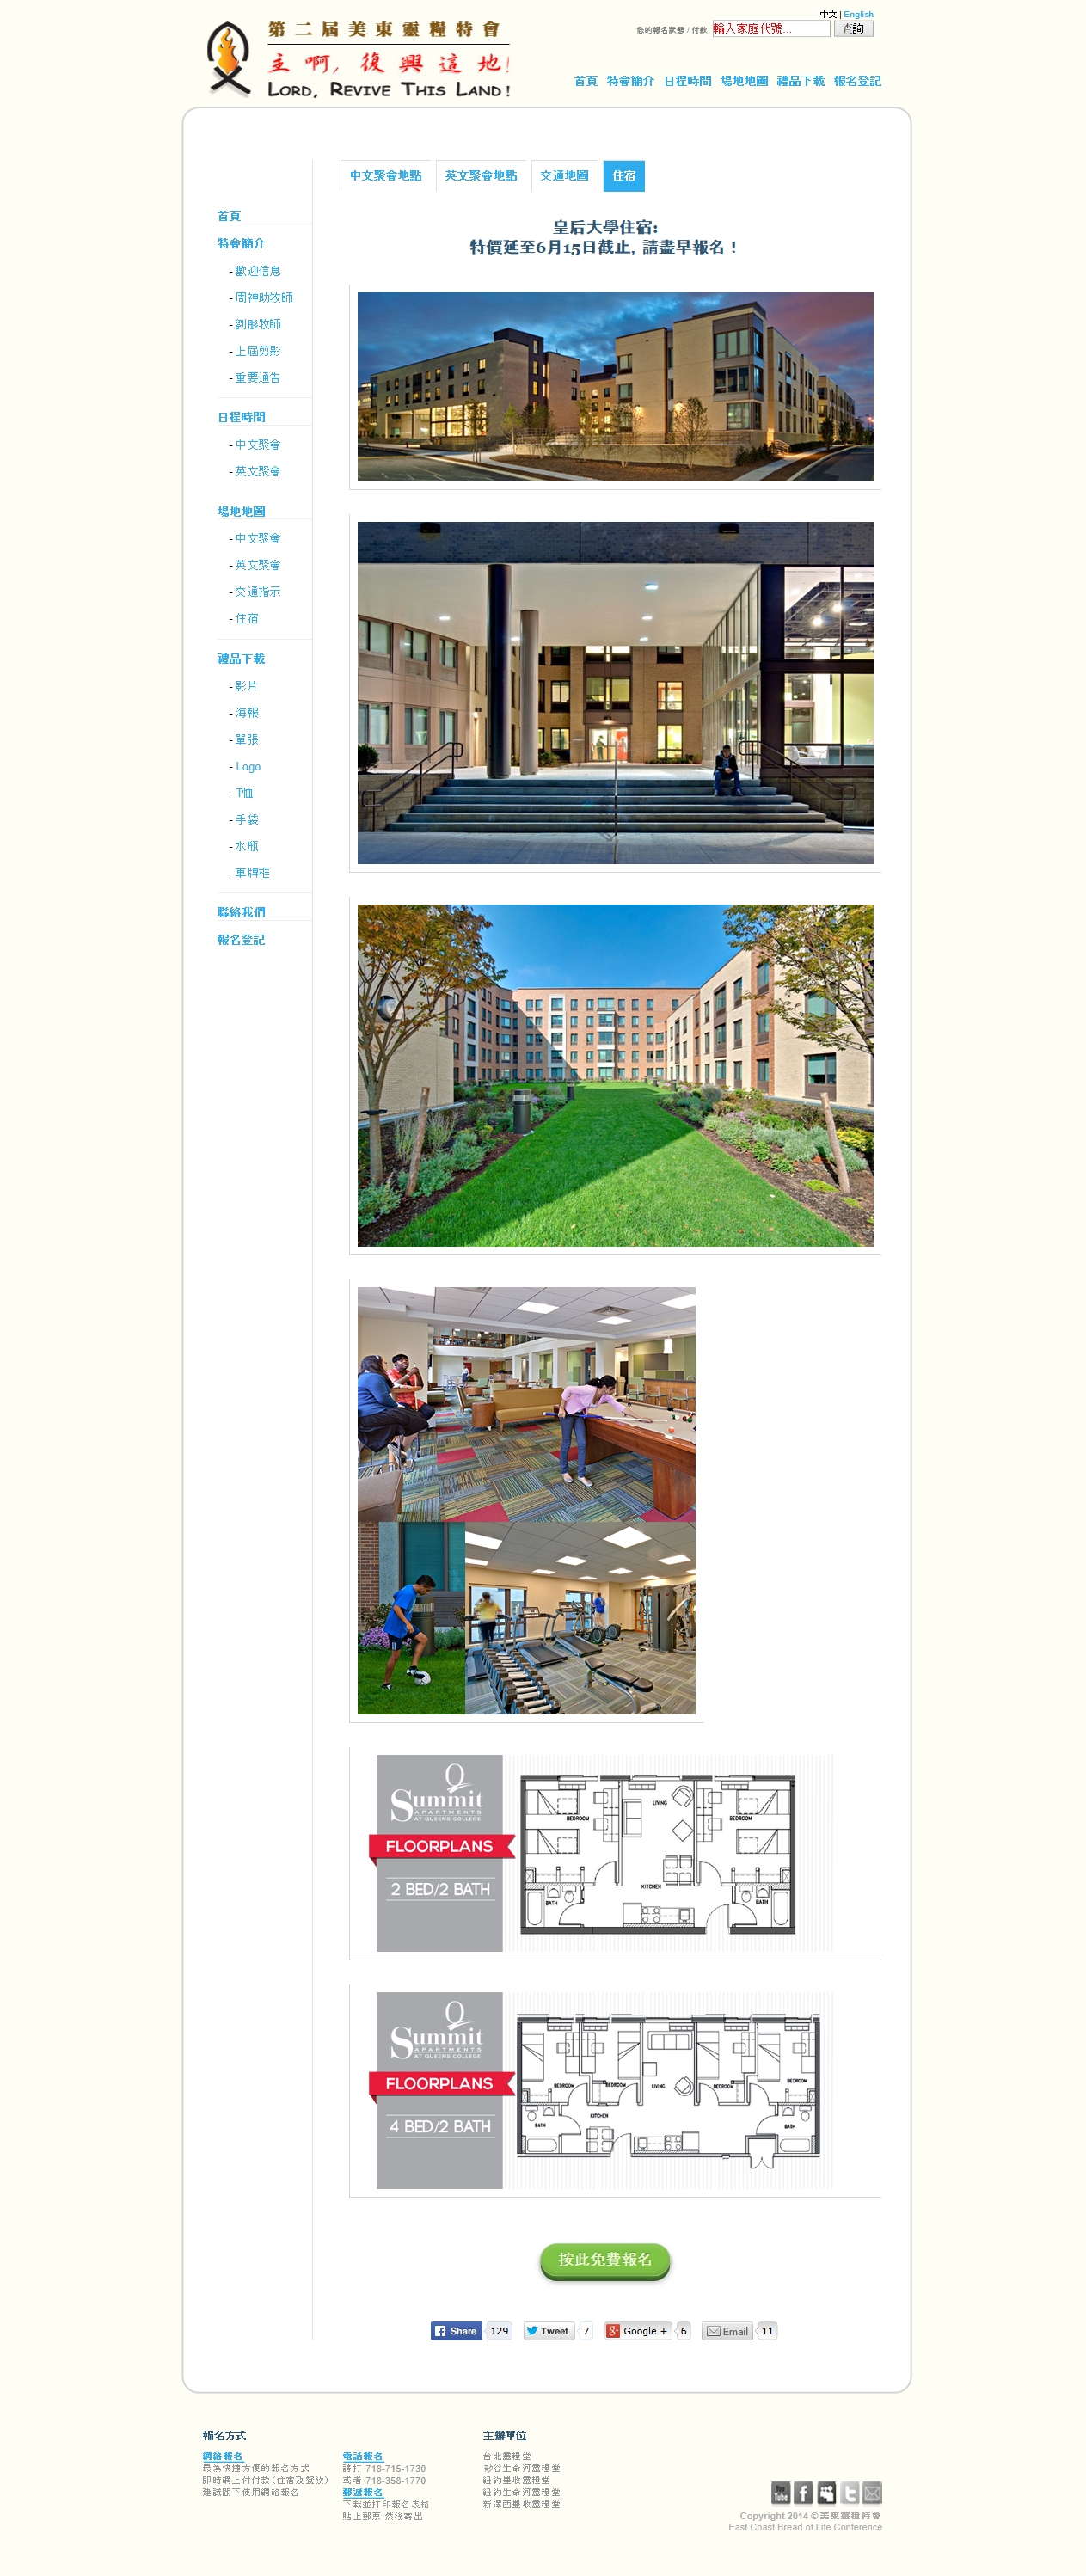 第二屆美東靈糧特會
主啊，復興這地!
LORD, REVIVE THIS LAND!
中文 | English
您的報名狀態 / 付款: 輸入家庭代號... 查詢
首頁 特會簡介 日程時間 場地地圖 禮品下載 報名登記
中文聚會地點 英文聚會地點 交通地圖 住宿
首頁
特會簡介
- 歡迎信息
- 周神助牧師
- 劉彤牧師
- 上屆剪影
- 重要通告
日程時間
- 中文聚會
- 英文聚會
場地地圖
- 中文聚會
- 英文聚會
- 交通指示
- 住宿
禮品下載
- 影片
- 海報
- 單張
- Logo
- T恤
- 手袋
- 水瓶
- 車牌框
聯絡我們
報名登記
皇后大學住宿:
特價延至6月15日截止, 請盡早報名！
Q
Summit
APARTMENTS
AT QUEENS COLLEGE
FLOORPLANS
2 BED/2 BATH
LIVING
BEDROOM
BEDROOM
KITCHEN
BATH
BATH
Q
Summit
APARTMENTS
AT QUEENS COLLEGE
FLOORPLANS
4 BED/2 BATH
BEDROOM
BEDROOM
LIVING
BEDROOM
BEDROOM
KITCHEN
BATH
BATH
按此免費報名
Share 129 Tweet 7 Google + 6 Email 11
報名方式
網絡報名
最為快捷方便的報名方式
即時網上付付款 (住宿及餐飲)
建議閣下使用網絡報名
電話報名
請打 718-715-1730
或者 718-358-1770
郵遞報名
下載並打印報名表格
貼上郵票 然後寄出
主辦單位
台北靈糧堂
矽谷生命河靈糧堂
紐約豐收靈糧堂
紐約生命河靈糧堂
新澤西豐收靈糧堂
You Tube
Copyright 2014 © 美東靈糧特會
East Coast Bread of Life Conference